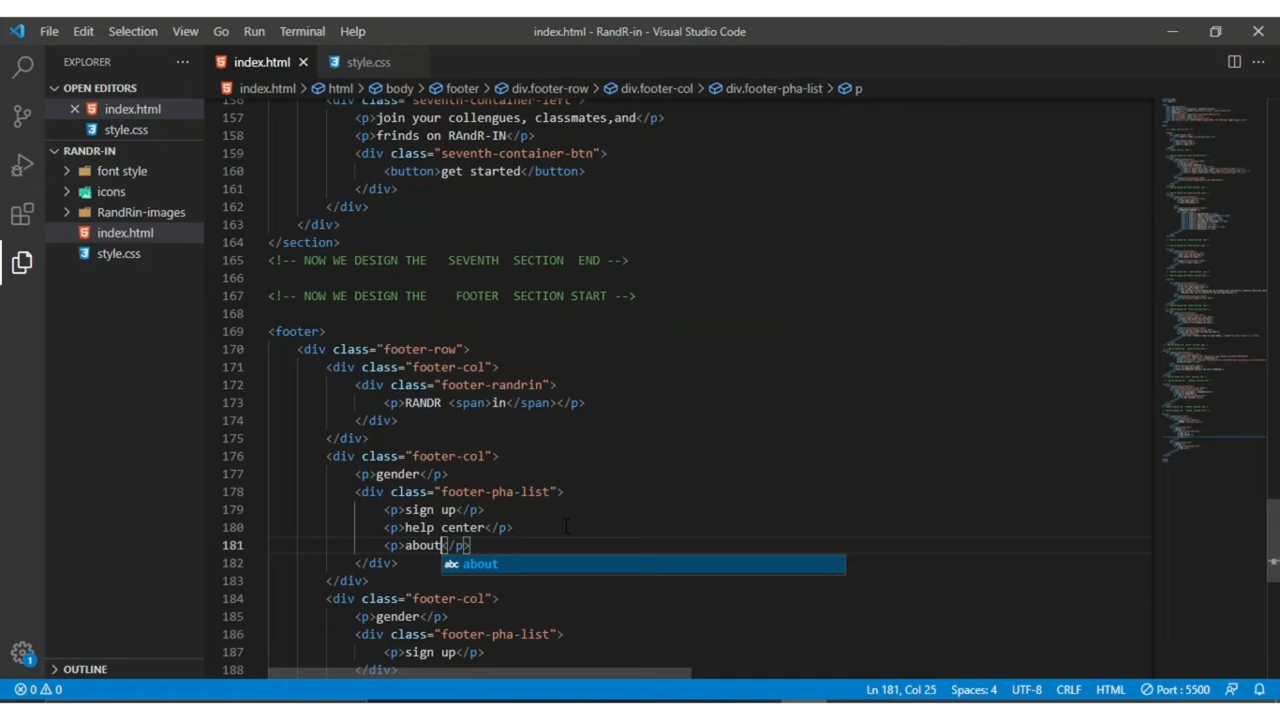 File Edit Selection View Go Run Terminal Help
index.html - RandR-in - Visual Studio Code
EXPLORER
OPEN EDITORS
index.html
style.css
RANDR-IN
font style
icons
RandRin-images
index.html
style.css
OUTLINE
index.html
style.css
index.html > html > body > footer > div.footer-row > div.footer-col > div.footer-pha-list > p
156 <div class="seventh-container-left">
157 <p>join your collengues, classmates,and</p>
158 <p>frinds on RAndR-IN</p>
159 <div class="seventh-container-btn">
160 <button>get started</button>
161 </div>
162 </div>
163 </div>
164 </section>
165 <!-- NOW WE DESIGN THE    SEVENTH   SECTION   END -->
166
167 <!-- NOW WE DESIGN THE    FOOTER   SECTION START -->
168
169 <footer>
170 <div class="footer-row">
171 <div class="footer-col">
172 <div class="footer-randrin">
173 <p>RANDR <span>in</span></p>
174 </div>
175 </div>
176 <div class="footer-col">
177 <p>gender</p>
178 <div class="footer-pha-list">
179 <p>sign up</p>
180 <p>help center</p>
181 <p>about</p>
182 </div>
abc about
183 </div>
184 <div class="footer-col">
185 <p>gender</p>
186 <div class="footer-pha-list">
187 <p>sign up</p>
188 </div>
1
0 0
Ln 181, Col 25 Spaces: 4 UTF-8 CRLF HTML Port : 5500